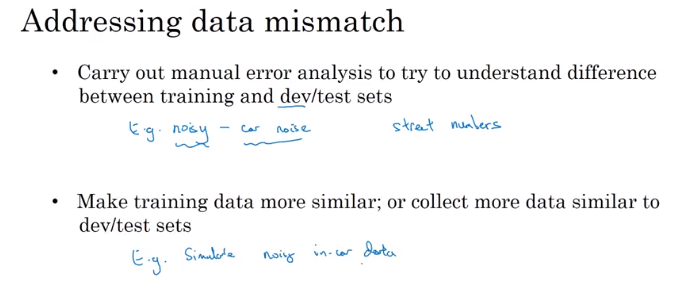 Addressing data mismatch
• Carry out manual error analysis to try to understand difference
between training and dev/test sets
E.g. noisy - car noise street numbers
• Make training data more similar; or collect more data similar to
dev/test sets
E.g. Simulate noisy in-car data